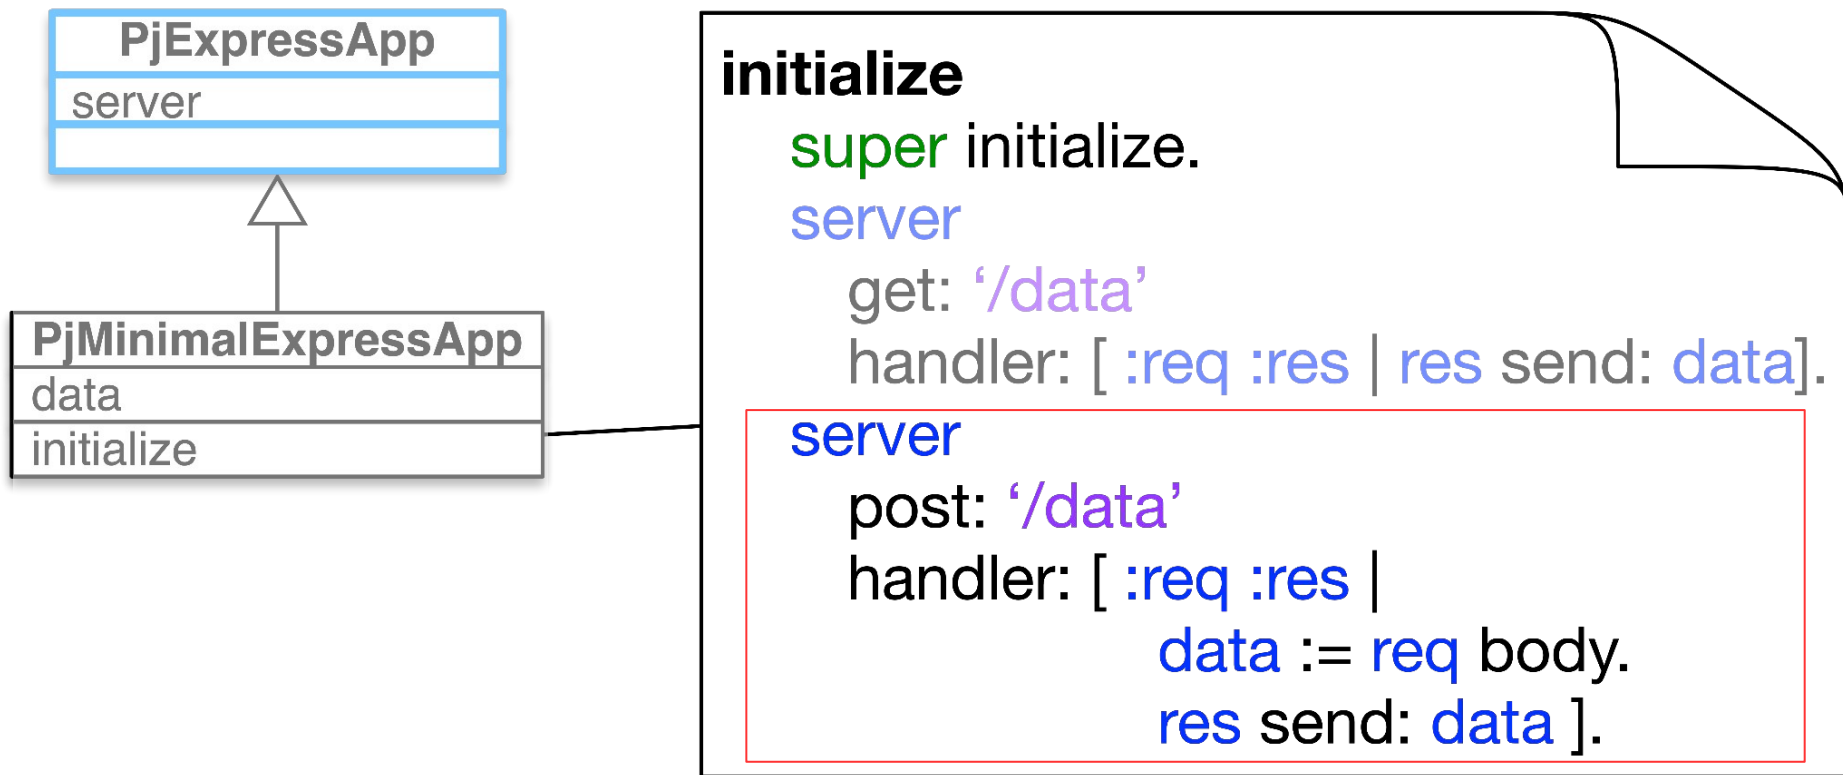 PjExpressApp
server
PjMinimalExpressApp
data
initialize
initialize
super initialize.
server
get: ‘/data’
handler: [ :req :res | res send: data].
server
post: ‘/data’
handler: [ :req :res |
data := req body.
res send: data ].